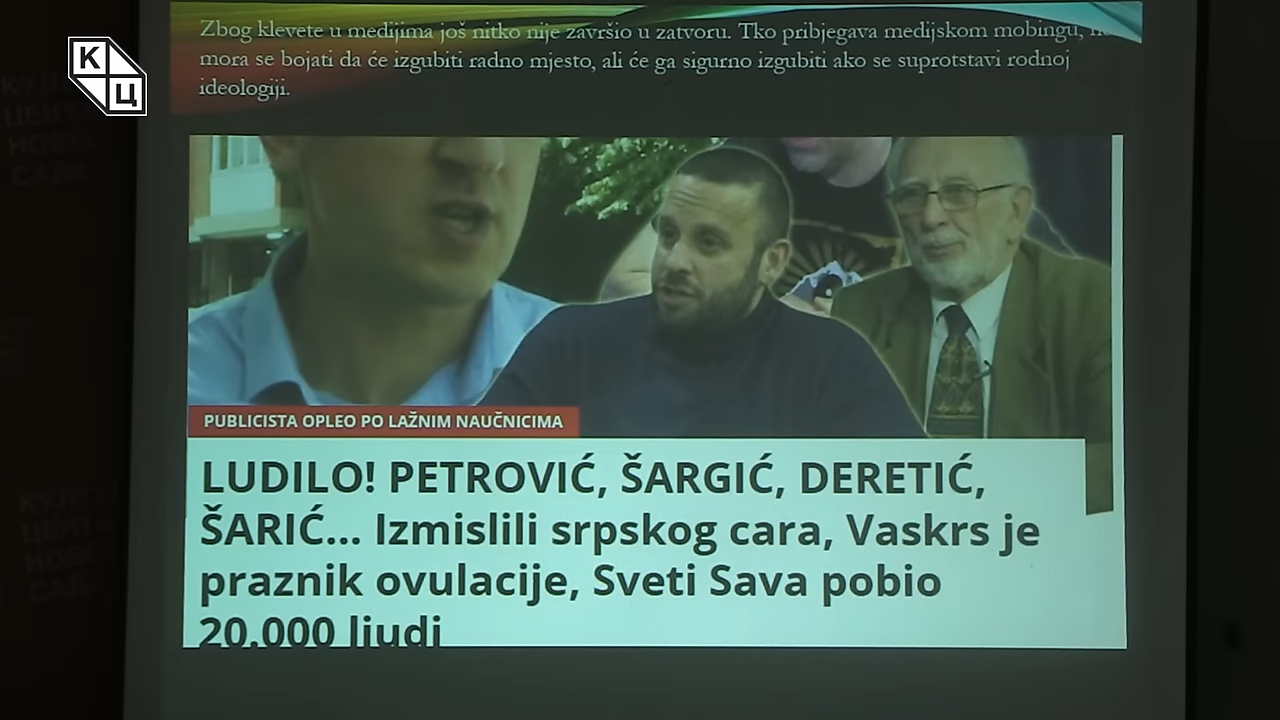 К
Ц
Zbog klevete u medijima još nitko nije završio u zatvoru. Tko pribjegava medijskom mobingu,
mora se bojati da će izgubiti radno mjesto, ali će ga sigurno izgubiti ako se suprotstavi rodnoj
ideologiji.
PUBLICISTA OPLEO PO LAŽNIM NAUČNICIMA
LUDILO! PETROVIĆ, ŠARGIĆ, DERETIĆ,
ŠARIĆ... Izmislili srpskog cara, Vaskrs je
praznik ovulacije, Sveti Sava pobio
20.000 ljudi